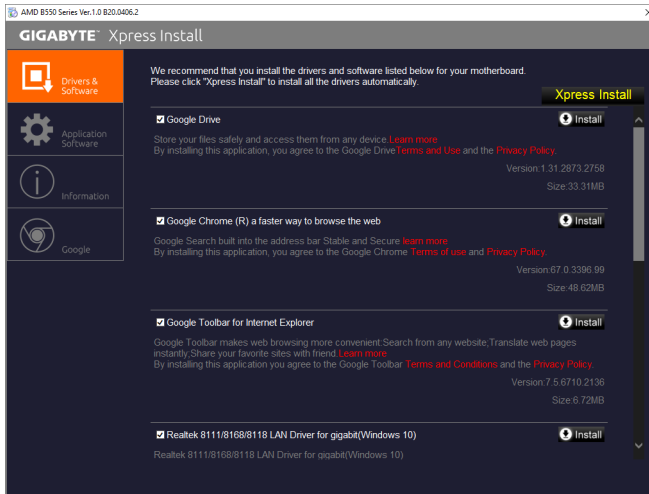 AMD B550 Series Ver.1.0 B20.0406.2
GIGABYTE™ Xpress Install
Drivers &
Software
Application
Software
Information
Google
We recommend that you install the drivers and software listed below for your motherboard.
Please click "Xpress Install" to install all the drivers automatically.
Xpress Install
Google Drive
Install
Store your files safely and access them from any device.Learn more
By installing this application, you agree to the Google DriveTerms and Use and the Privacy Policy.
Version:1.31.2873.2758
Size:33.31MB
Google Chrome (R) a faster way to browse the web
Install
Google Search built into the address bar Stable and Secure learn more
By installing this application, you agree to the Google Chrome Terms of use and Privacy Policy.
Version:67.0.3396.99
Size:48.62MB
Google Toolbar for Internet Explorer
Install
Google Toolbar makes web browsing more convenient:Search from any website;Translate web pages
instantly;Share your favorite sites with friend.Learn more
By installing this application you agree to the Google Toolbar Terms and Conditions and the Privacy Policy.
Version:7.5.6710.2136
Size:6.72MB
Realtek 8111/8168/8118 LAN Driver for gigabit(Windows 10)
Install
Realtek 8111/8168/8118 LAN Driver for gigabit(Windows 10)